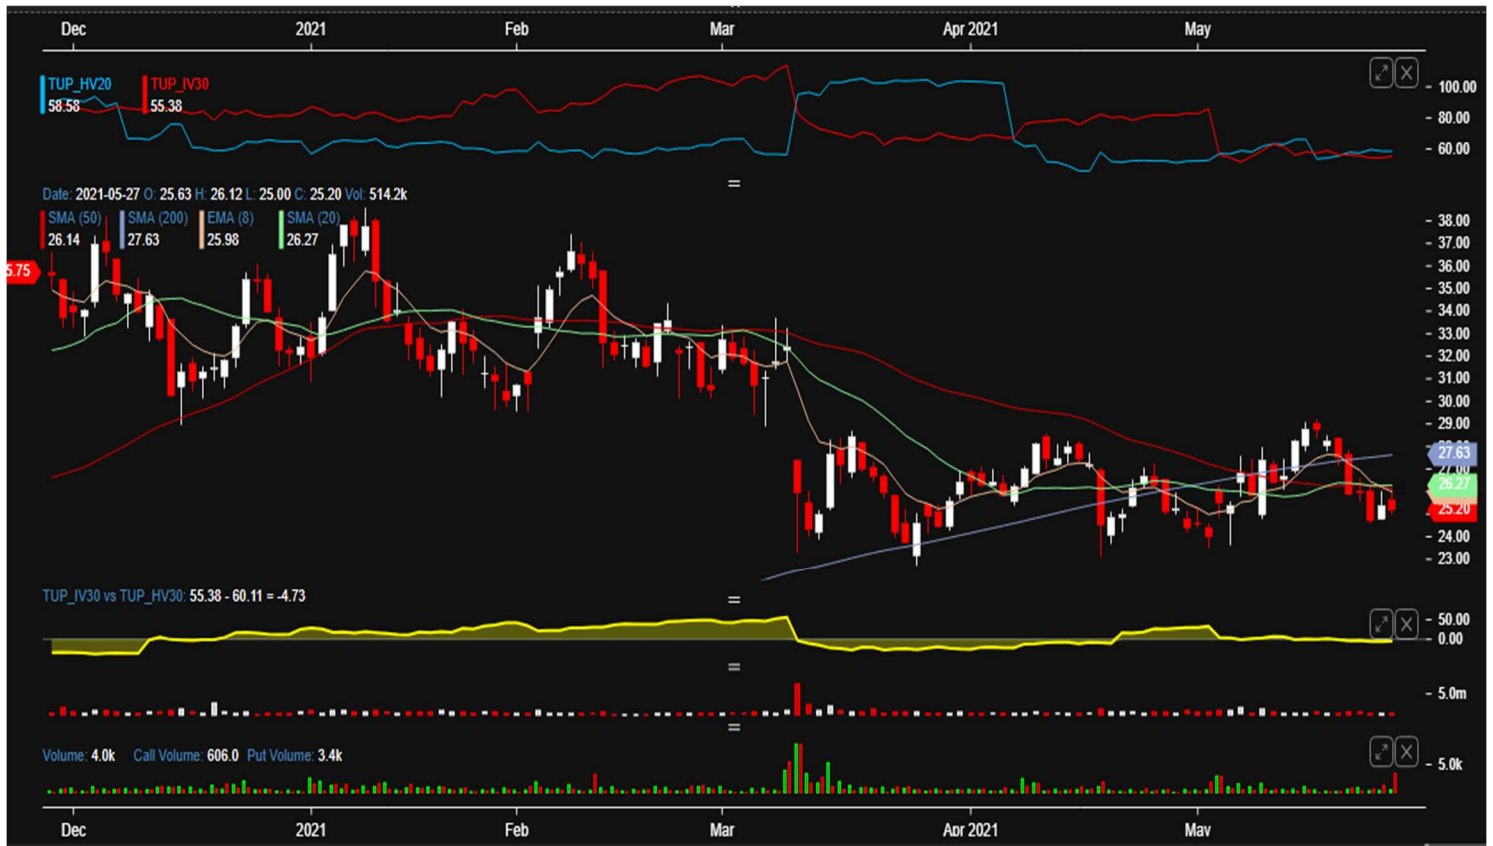 Dec 2021 Feb Mar Apr 2021 May
TUP_HV20 TUP_IV30
58.58 55.38
100.00
80.00
60.00
Date: 2021-05-27 O: 25.63 H: 26.12 L: 25.00 C: 25.20 Vol: 514.2k
SMA (50) SMA (200) EMA (8) SMA (20)
26.14 27.63 25.98 26.27
5.75
38.00
37.00
36.00
35.00
34.00
33.00
32.00
31.00
30.00
29.00
28.00
27.63
27.00
26.27
25.20
24.00
23.00
TUP_IV30 vs TUP_HV30: 55.38 - 60.11 = -4.73
50.00
0.00
5.0m
Volume: 4.0k Call Volume: 606.0 Put Volume: 3.4k
5.0k
Dec 2021 Feb Mar Apr 2021 May